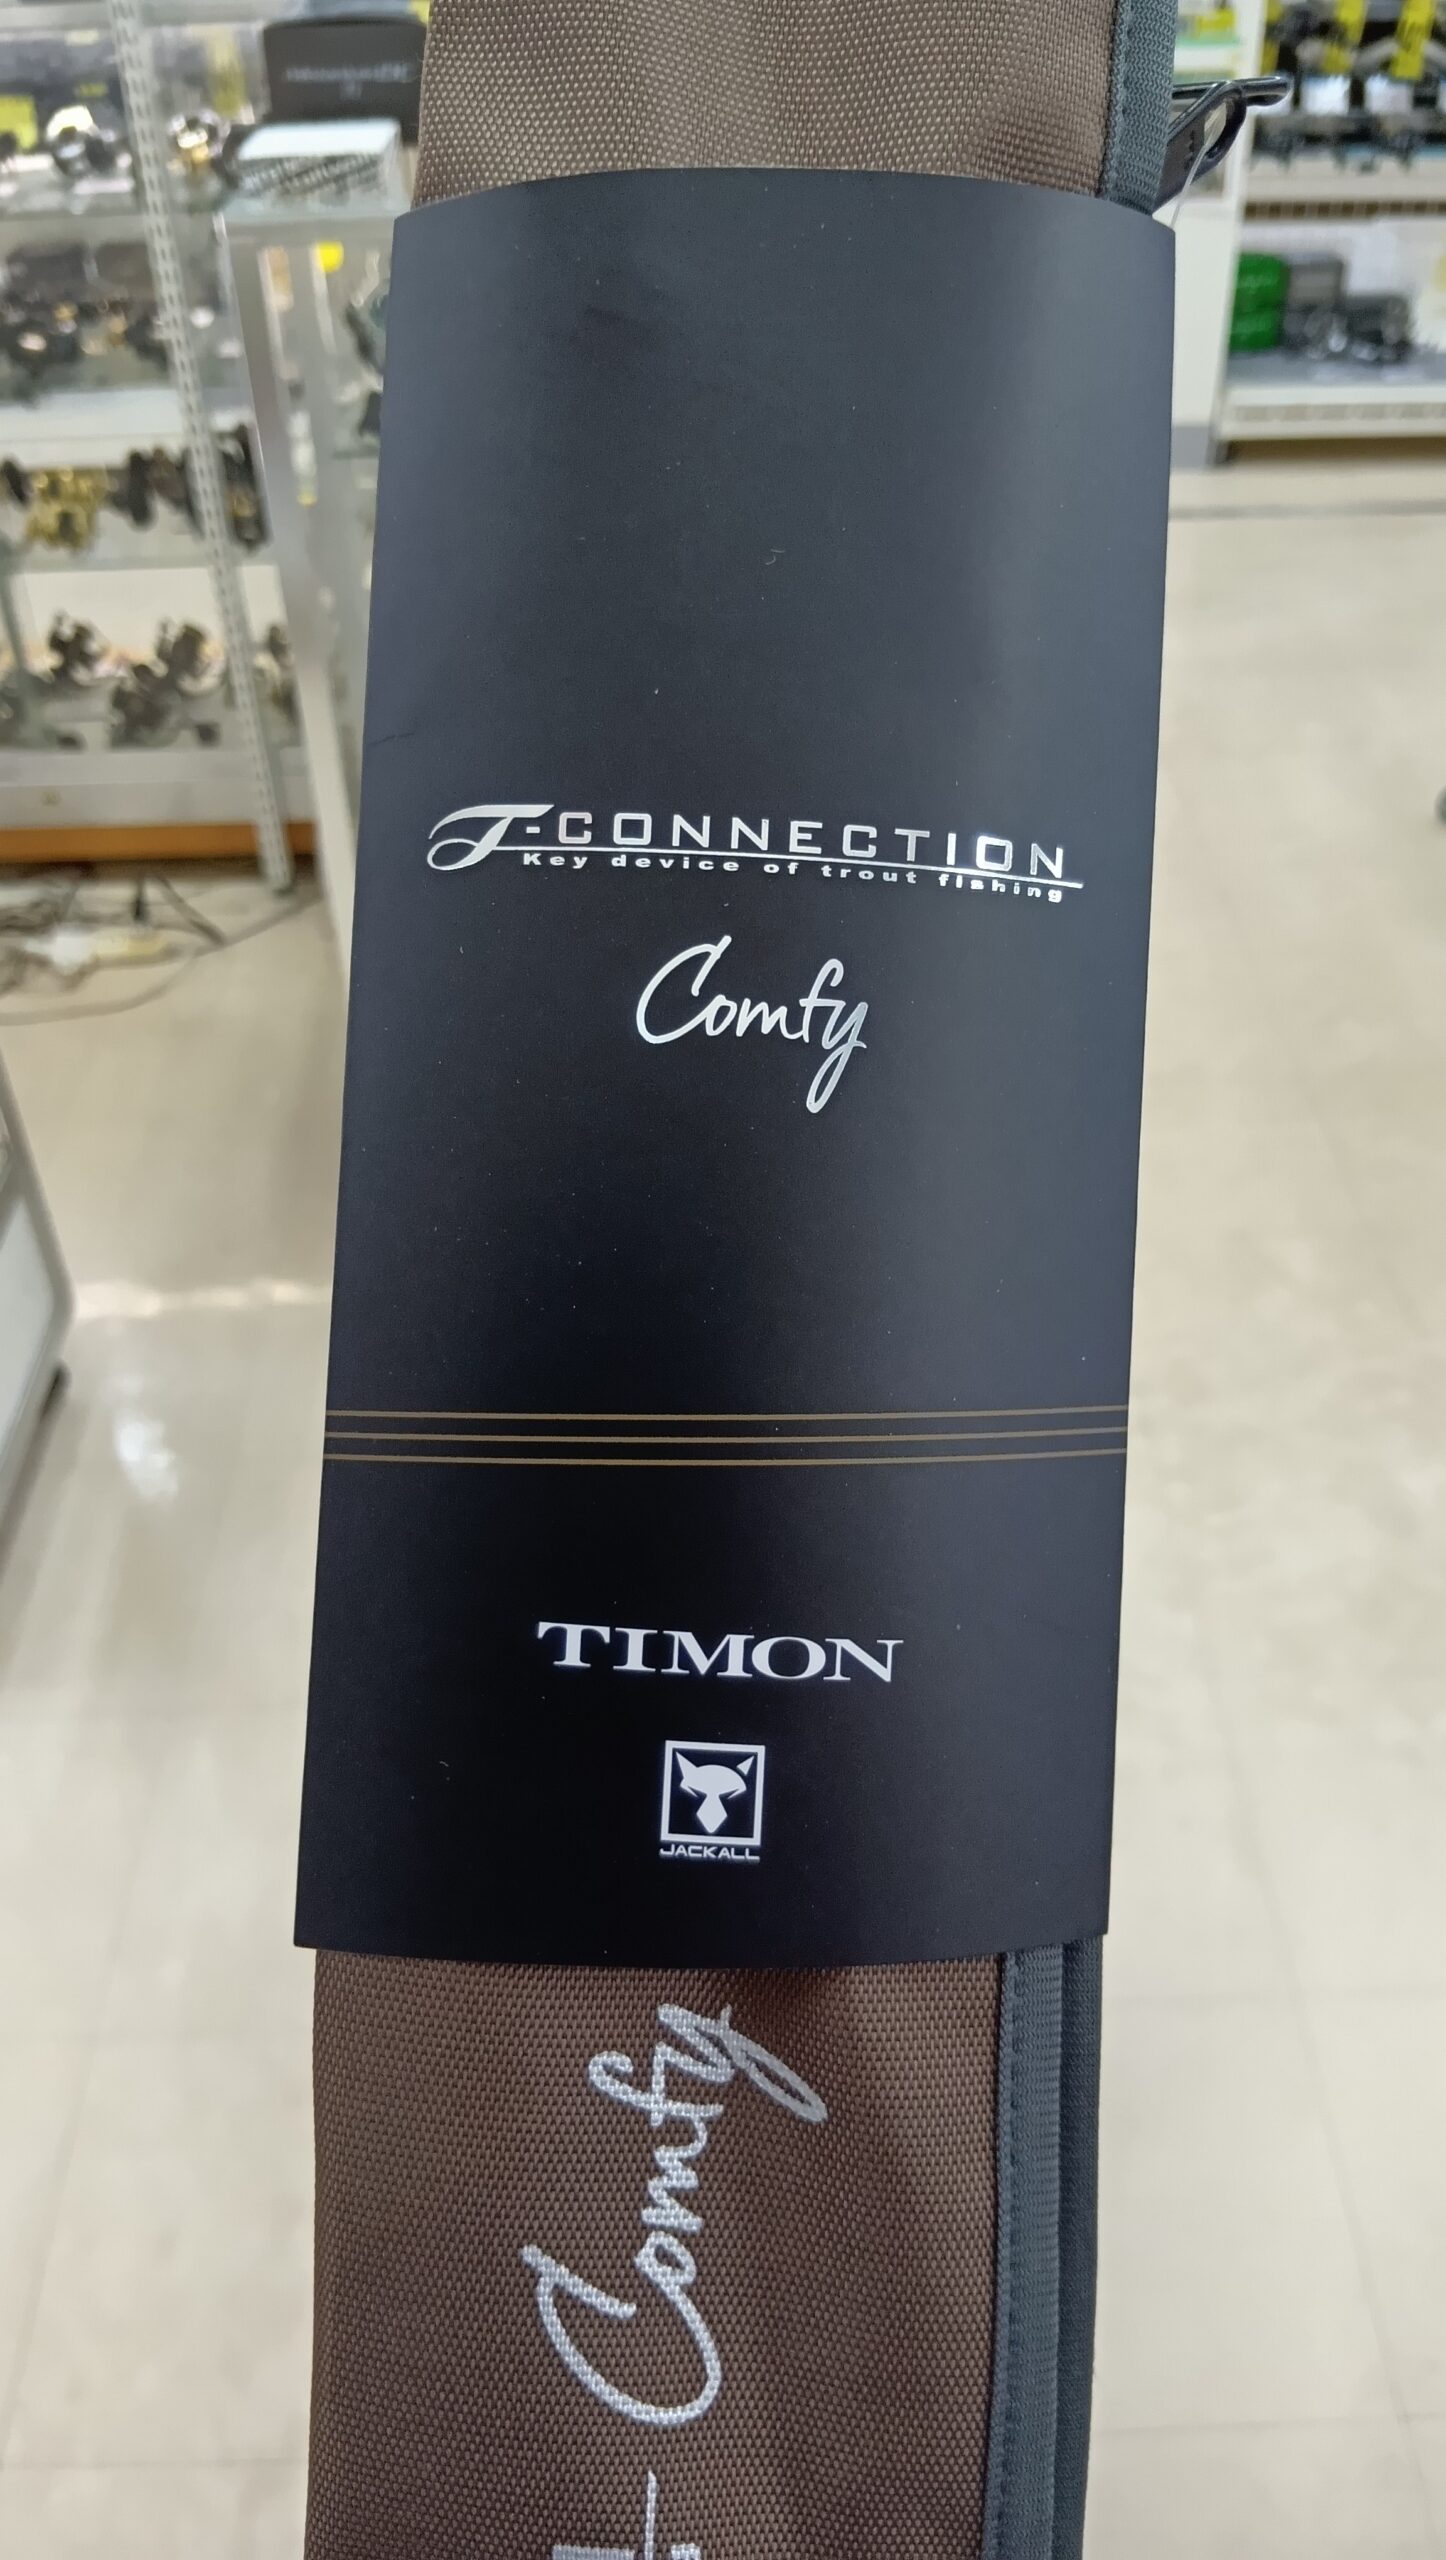 T-CONNECTION
Key device of trout fishing
Comfy
TIMON
JACKALL
Comfy